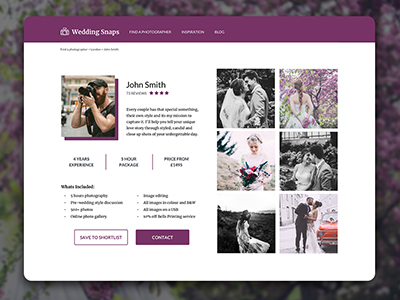 Wedding Snaps
FIND A PHOTOGRAPHER INSPIRATION BLOG
Find a photographer > London > John Smith
John Smith
73 REVIEWS
Every couple has that special something,
their own style and its my mission to
capture it. I'll help you tell your unique
love story through styled, candid and
close up shots of your unforgettable day.
4 YEARS
EXPERIENCE
5 HOUR
PACKAGE
PRICE FROM
£1495
Whats Included:
• 5 hours photography
• Pre-wedding style discussion
• 300+ photos
• Online photo gallery
• Image editing
• All images in colour and B&W
• All images on a USB
• 10% off Bells Printing Service
SAVE TO SHORTLIST
CONTACT